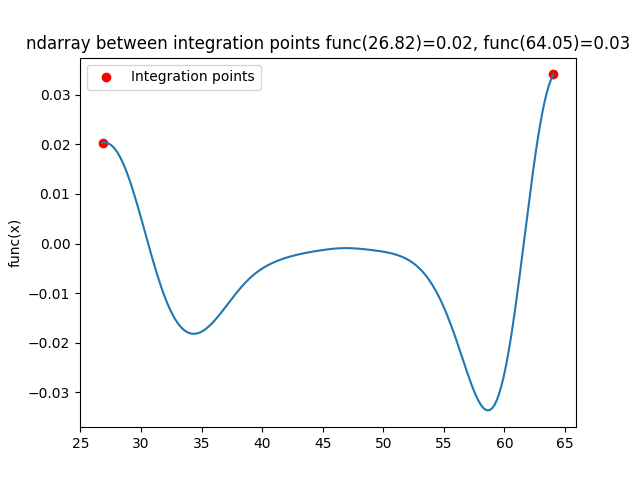 ndarray between integration points func(26.82)=0.02, func(64.05)=0.03
Integration points
func(x)
0.03
0.02
0.01
0.00
−0.01
−0.02
−0.03
25 30 35 40 45 50 55 60 65